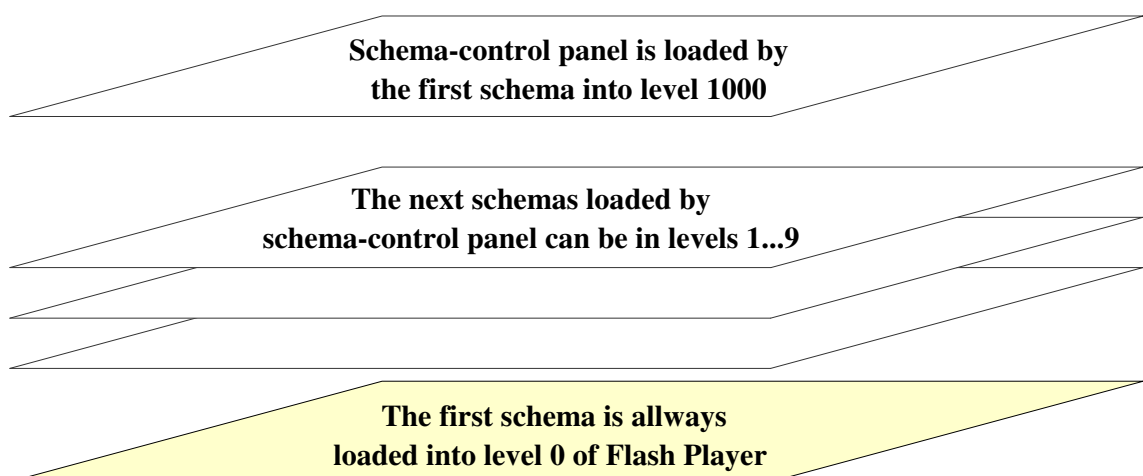 Schema-control panel is loaded by
the first schema into level 1000
The next schemas loaded by
schema-control panel can be in levels 1...9
The first schema is allways
loaded into level 0 of Flash Player